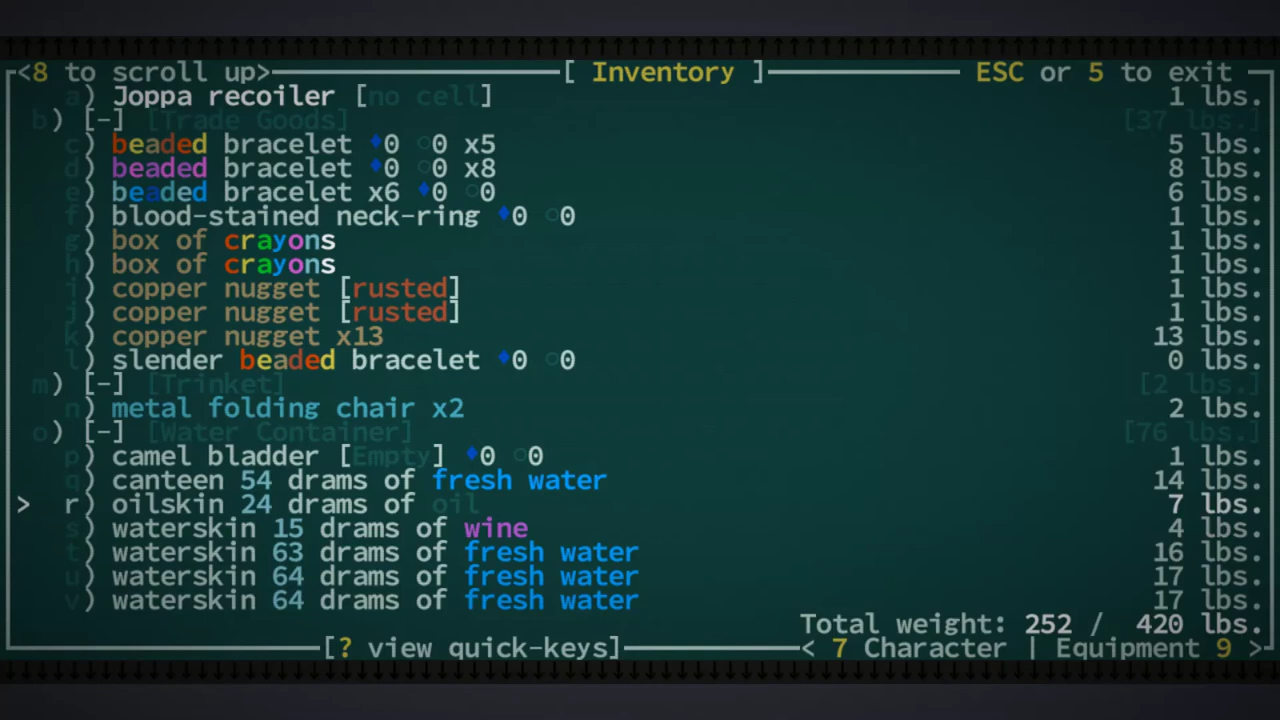 <8 to scroll up> [ Inventory ] ESC or 5 to exit
a) Joppa recoiler [no cell] 1 lbs.
b) [-] [Trade Goods] [37 lbs.]
c) beaded bracelet ♦0 ○0 x5 5 lbs.
d) beaded bracelet ♦0 ○0 x8 8 lbs.
e) beaded bracelet x6 ♦0 ○0 6 lbs.
f) blood-stained neck-ring ♦0 ○0 1 lbs.
g) box of crayons 1 lbs.
h) box of crayons 1 lbs.
i) copper nugget [rusted] 1 lbs.
j) copper nugget [rusted] 1 lbs.
k) copper nugget x13 13 lbs.
l) slender beaded bracelet ♦0 ○0 0 lbs.
m) [-] [Trinket] [2 lbs.]
n) metal folding chair x2 2 lbs.
o) [-] [Water Container] [76 lbs.]
p) camel bladder [Empty] ♦0 ○0 1 lbs.
q) canteen 54 drams of fresh water 14 lbs.
> r) oilskin 24 drams of oil 7 lbs.
s) waterskin 15 drams of wine 4 lbs.
t) waterskin 63 drams of fresh water 16 lbs.
u) waterskin 64 drams of fresh water 17 lbs.
v) waterskin 64 drams of fresh water 17 lbs.
Total weight: 252 / 420 lbs.
[? view quick-keys] < 7 Character | Equipment 9 >